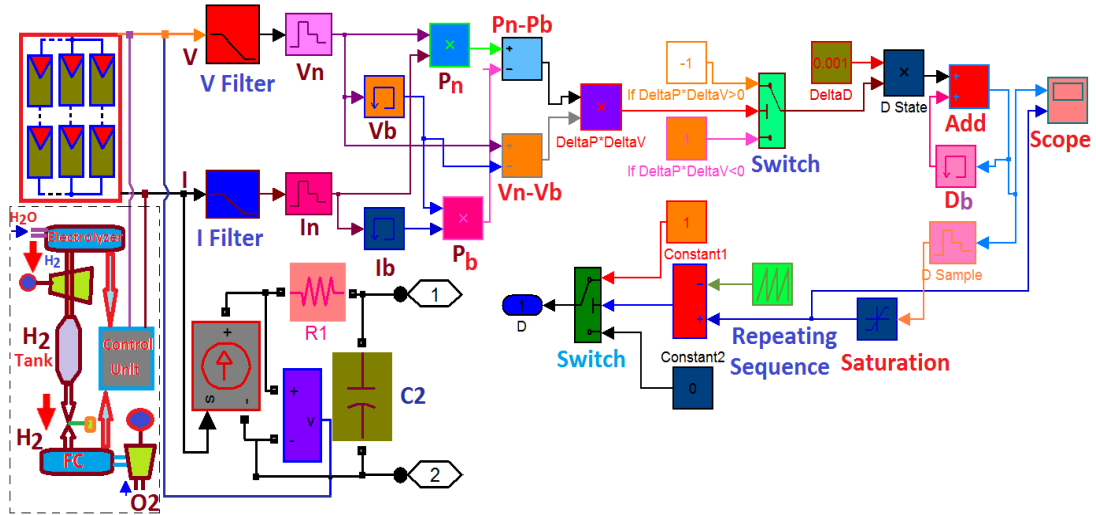 V
V Filter
Vn
Vb
Pn
×
Pn-Pb
+
−
+
−
Vn-Vb
×
DeltaP*DeltaV
-1
If DeltaP*DeltaV>0
1
If DeltaP*DeltaV<0
Switch
0.001
DeltaD
×
D State
+
+
Add
Scope
Db
D Sample
I
I Filter
In
Ib
×
Pb
H2O
Electrolyzer
H2
H2
Tank
Control
Unit
H2
FC
O2
R1
1
+
s
-
+
-
v
C2
2
1
D
Switch
1
Constant1
−
+
Constant2
0
Repeating
Sequence
Saturation